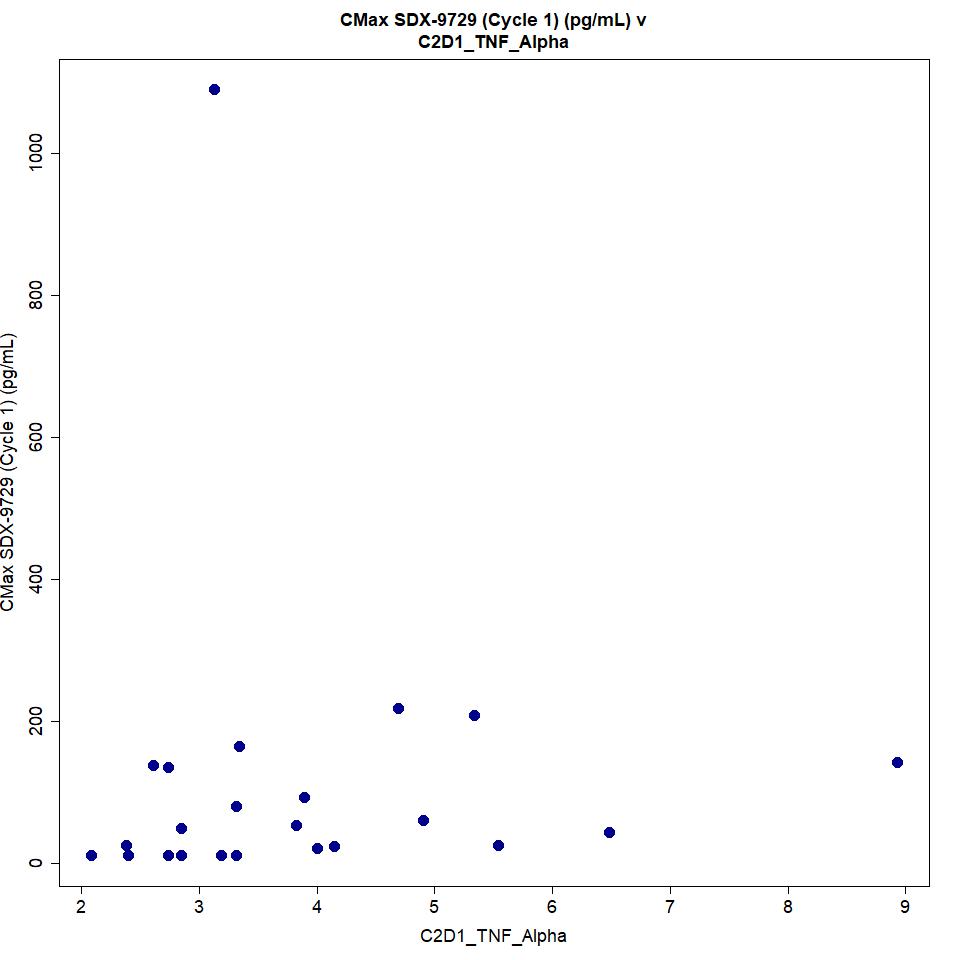 CMax SDX-9729 (Cycle 1) (pg/mL) v
C2D1_TNF_Alpha
1000
800
600
400
200
0
CMax SDX-9729 (Cycle 1) (pg/mL)
2 3 4 5 6 7 8 9
C2D1_TNF_Alpha